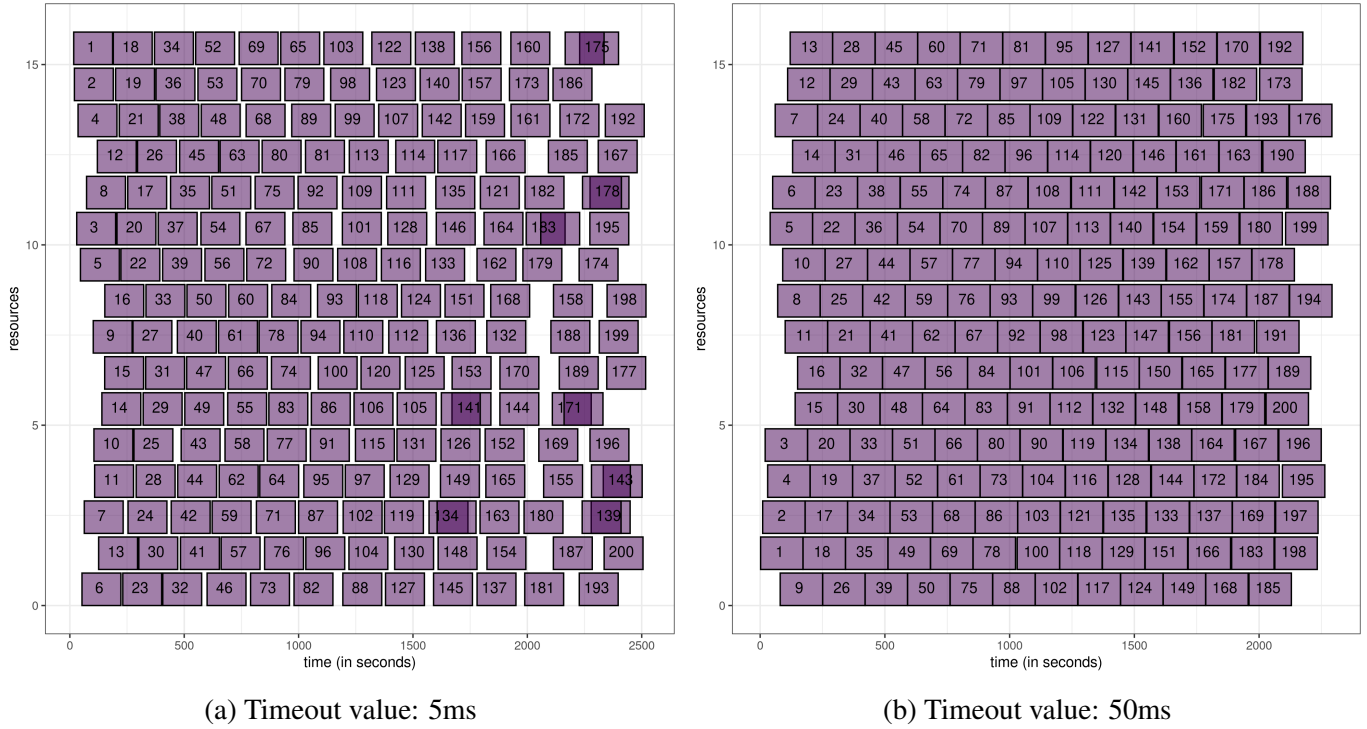 1 18 34 52 69 65 103 122 138 156 160 175
15
2 19 36 53 70 79 98 123 140 157 173 186
4 21 38 48 68 89 99 107 142 159 161 172 192
12 26 45 63 80 81 113 114 117 166 185 167
8 17 35 51 75 92 109 111 135 121 182 178
3 20 37 54 67 85 101 128 146 164 183 195
10
5 22 39 56 72 90 108 116 133 162 179 174
16 33 50 60 84 93 118 124 151 168 158 198
9 27 40 61 78 94 110 112 136 132 188 199
15 31 47 66 74 100 120 125 153 170 189 177
14 29 49 55 83 86 106 105 141 144 171
5
10 25 43 58 77 91 115 131 126 152 169 196
11 28 44 62 64 95 97 129 149 165 155 143
7 24 42 59 71 87 102 119 134 163 180 139
13 30 41 57 76 96 104 130 148 154 187 200
6 23 32 46 73 82 88 127 145 137 181 193
0
resources
0 500 1000 1500 2000 2500
time (in seconds)
(a) Timeout value: 5ms
13 28 45 60 71 81 95 127 141 152 170 192
15
12 29 43 63 79 97 105 130 145 136 182 173
7 24 40 58 72 85 109 122 131 160 175 193 176
14 31 46 65 82 96 114 120 146 161 163 190
6 23 38 55 74 87 108 111 142 153 171 186 188
5 22 36 54 70 89 107 113 140 154 159 180 199
10
10 27 44 57 77 94 110 125 139 162 157 178
8 25 42 59 76 93 99 126 143 155 174 187 194
11 21 41 62 67 92 98 123 147 156 181 191
16 32 47 56 84 101 106 115 150 165 177 189
15 30 48 64 83 91 112 132 148 158 179 200
5
3 20 33 51 66 80 90 119 134 138 164 167 196
4 19 37 52 61 73 104 116 128 144 172 184 195
2 17 34 53 68 86 103 121 135 133 137 169 197
1 18 35 49 69 78 100 118 129 151 166 183 198
9 26 39 50 75 88 102 117 124 149 168 185
0
resources
0 500 1000 1500 2000
time (in seconds)
(b) Timeout value: 50ms